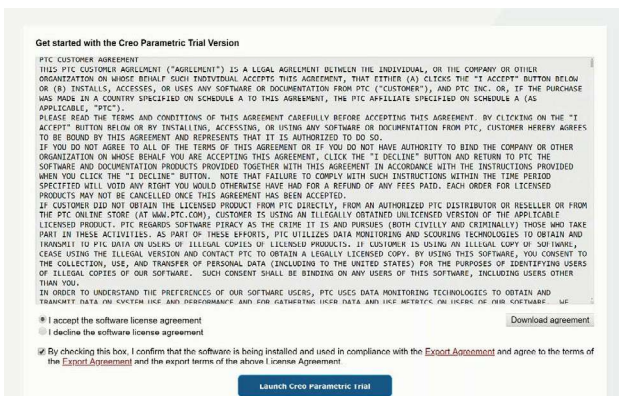 Get started with the Creo Parametric Trial Version
PTC CUSTOMER AGREEMENT
THIS PTC CUSTOMER AGREEMENT ("AGREEMENT") IS A LEGAL AGREEMENT BETWEEN THE INDIVIDUAL, OR THE COMPANY OR OTHER
ORGANIZATION ON WHOSE BEHALF SUCH INDIVIDUAL ACCEPTS THIS AGREEMENT, THAT EITHER (A) CLICKS THE "I ACCEPT" BUTTON BELOW
OR (B) INSTALLS, ACCESSES, OR USES ANY SOFTWARE OR DOCUMENTATION FROM PTC ("CUSTOMER"), AND PTC INC. OR, IF THE PURCHASE
WAS MADE IN A COUNTRY SPECIFIED ON SCHEDULE A TO THIS AGREEMENT, THE PTC AFFILIATE SPECIFIED ON SCHEDULE A (AS
APPLICABLE, "PTC").
PLEASE READ THE TERMS AND CONDITIONS OF THIS AGREEMENT CAREFULLY BEFORE ACCEPTING THIS AGREEMENT. BY CLICKING ON THE "I
ACCEPT" BUTTON BELOW OR BY INSTALLING, ACCESSING, OR USING ANY SOFTWARE OR DOCUMENTATION FROM PTC, CUSTOMER HEREBY AGREES
TO BE BOUND BY THIS AGREEMENT AND REPRESENTS THAT IT IS AUTHORIZED TO DO SO.
IF YOU DO NOT AGREE TO ALL OF THE TERMS OF THIS AGREEMENT OR IF YOU DO NOT HAVE AUTHORITY TO BIND THE COMPANY OR OTHER
ORGANIZATION ON WHOSE BEHALF YOU ARE ACCEPTING THIS AGREEMENT, CLICK THE "I DECLINE" BUTTON AND RETURN TO PTC THE
SOFTWARE AND DOCUMENTATION PRODUCTS PROVIDED TOGETHER WITH THIS AGREEMENT IN ACCORDANCE WITH THE INSTRUCTIONS PROVIDED
WHEN YOU CLICK THE "I DECLINE" BUTTON. NOTE THAT FAILURE TO COMPLY WITH SUCH INSTRUCTIONS WITHIN THE TIME PERIOD
SPECIFIED WILL VOID ANY RIGHT YOU WOULD OTHERWISE HAVE HAD FOR A REFUND OF ANY FEES PAID. EACH ORDER FOR LICENSED
PRODUCTS MAY NOT BE CANCELLED ONCE THIS AGREEMENT HAS BEEN ACCEPTED.
IF CUSTOMER DID NOT OBTAIN THE LICENSED PRODUCT FROM PTC DIRECTLY, FROM AN AUTHORIZED PTC DISTRIBUTOR OR RESELLER OR FROM
THE PTC ONLINE STORE (AT WWW.PTC.COM), CUSTOMER IS USING AN ILLEGALLY OBTAINED UNLICENSED VERSION OF THE APPLICABLE
LICENSED PRODUCT. PTC REGARDS SOFTWARE PIRACY AS THE CRIME IT IS AND PURSUES (BOTH CIVILLY AND CRIMINALLY) THOSE WHO TAKE
PART IN THESE ACTIVITIES. AS PART OF THESE EFFORTS, PTC UTILIZES DATA MONITORING AND SCOURING TECHNOLOGIES TO OBTAIN AND
TRANSMIT TO PTC DATA ON USERS OF ILLEGAL COPIES OF LICENSED PRODUCTS. IF CUSTOMER IS USING AN ILLEGAL COPY OF SOFTWARE,
CEASE USING THE ILLEGAL VERSION AND CONTACT PTC TO OBTAIN A LEGALLY LICENSED COPY. BY USING THIS SOFTWARE, YOU CONSENT TO
THE COLLECTION, USE, AND TRANSFER OF PERSONAL DATA (INCLUDING TO THE UNITED STATES) FOR THE PURPOSES OF IDENTIFYING USERS
OF ILLEGAL COPIES OF OUR SOFTWARE. SUCH CONSENT SHALL BE BINDING ON ANY USERS OF THIS SOFTWARE, INCLUDING USERS OTHER
THAN YOU.
IN ORDER TO UNDERSTAND THE PREFERENCES OF OUR SOFTWARE USERS, PTC USES DATA MONITORING TECHNOLOGIES TO OBTAIN AND
TRANSMIT DATA ON SYSTEM USE AND PERFORMANCE AND FOR GATHERING USER DATA AND USE METRICS ON USERS OF OUR SOFTWARE. WE
I accept the software license agreement
Download agreement
I decline the software license agreement
By checking this box, I confirm that the software is being installed and used in compliance with the Export Agreement and agree to the terms of
the Export Agreement and the export terms of the above License Agreement.
Launch Creo Parametric Trial